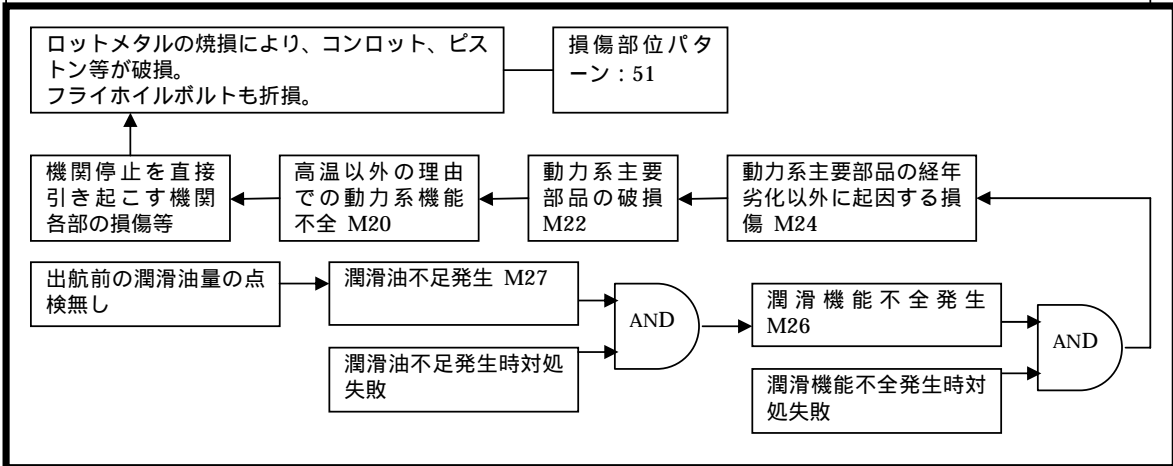 ロットメタルの焼損により、コンロット、ピス
トン等が破損。
フライホイルボルトも折損。
損傷部位パタ
ーン：51
機関停止を直接
引き起こす機関
各部の損傷等
高温以外の理由
での動力系機能
不全 M20
動力系主要
部品の破損
M22
動力系主要部品の経年
劣化以外に起因する損
傷 M24
出航前の潤滑油量の点
検無し
潤滑油不足発生 M27
潤滑油不足発生時対処
失敗
AND
潤滑機能不全発生
M26
潤滑機能不全発生時対
処失敗
AND